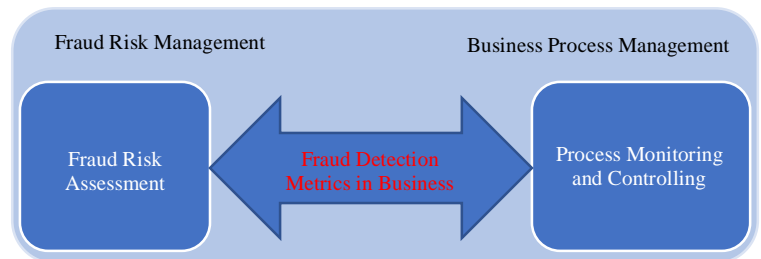 Fraud Risk Management
Business Process Management
Fraud Risk
Assessment
Fraud Detection
Metrics in Business
Process Monitoring
and Controlling